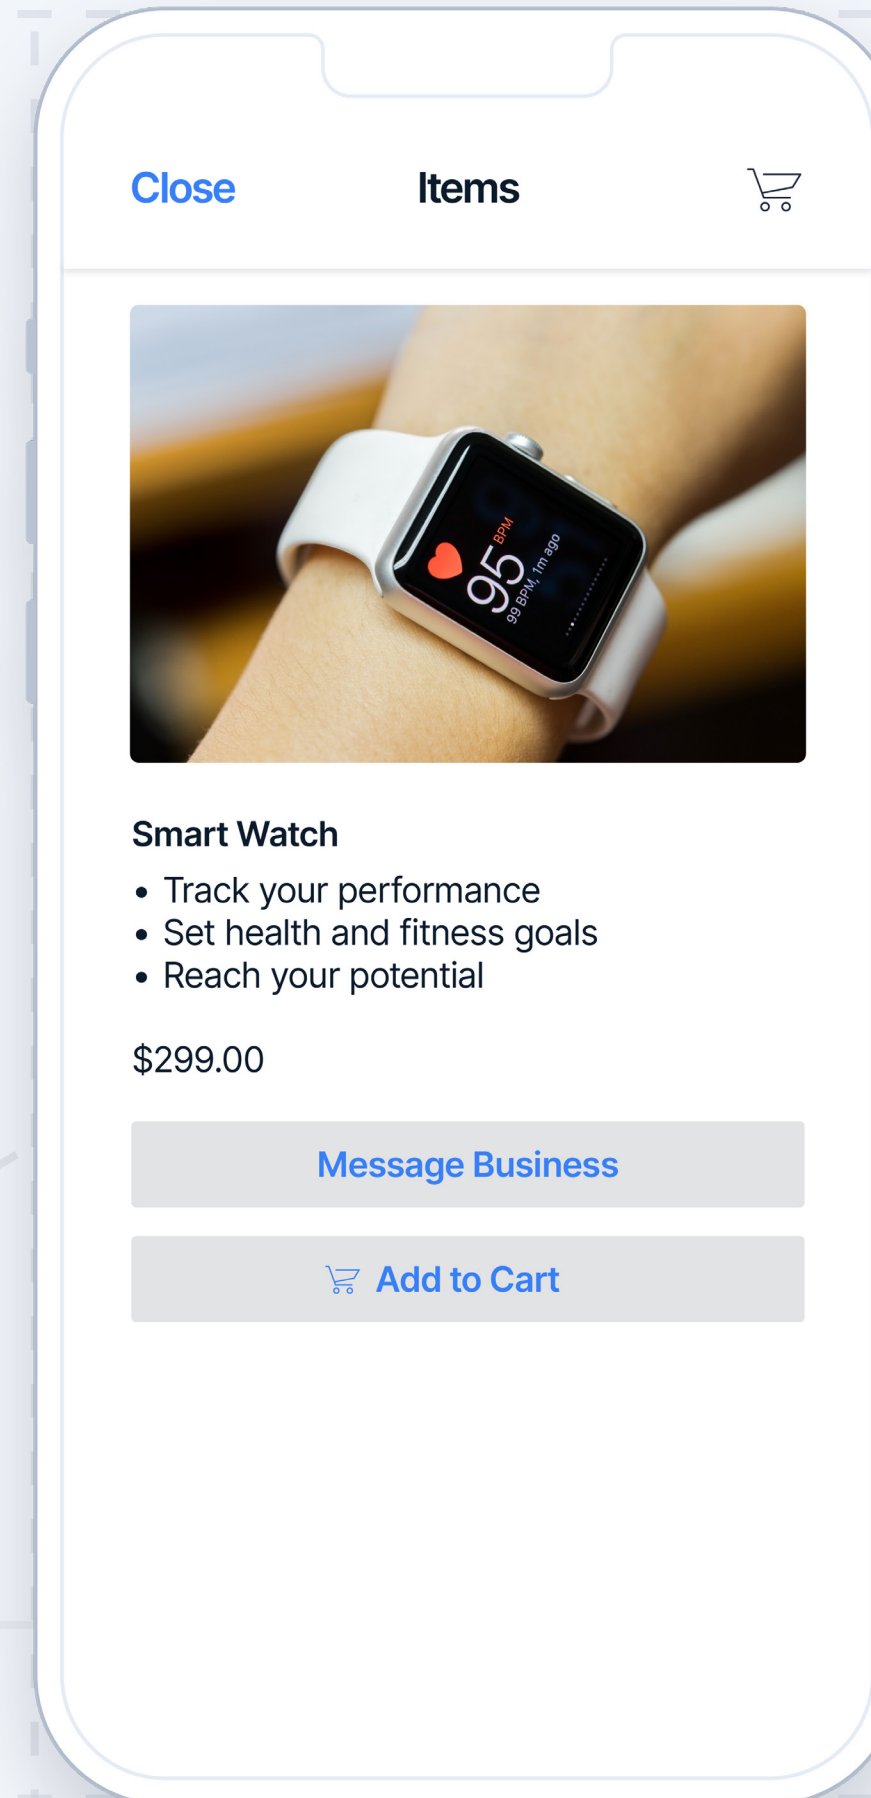 Close
Items
BPM
95
99 BPM, 1m ago
Smart Watch
• Track your performance
• Set health and fitness goals
• Reach your potential
$299.00
Message Business
Add to Cart